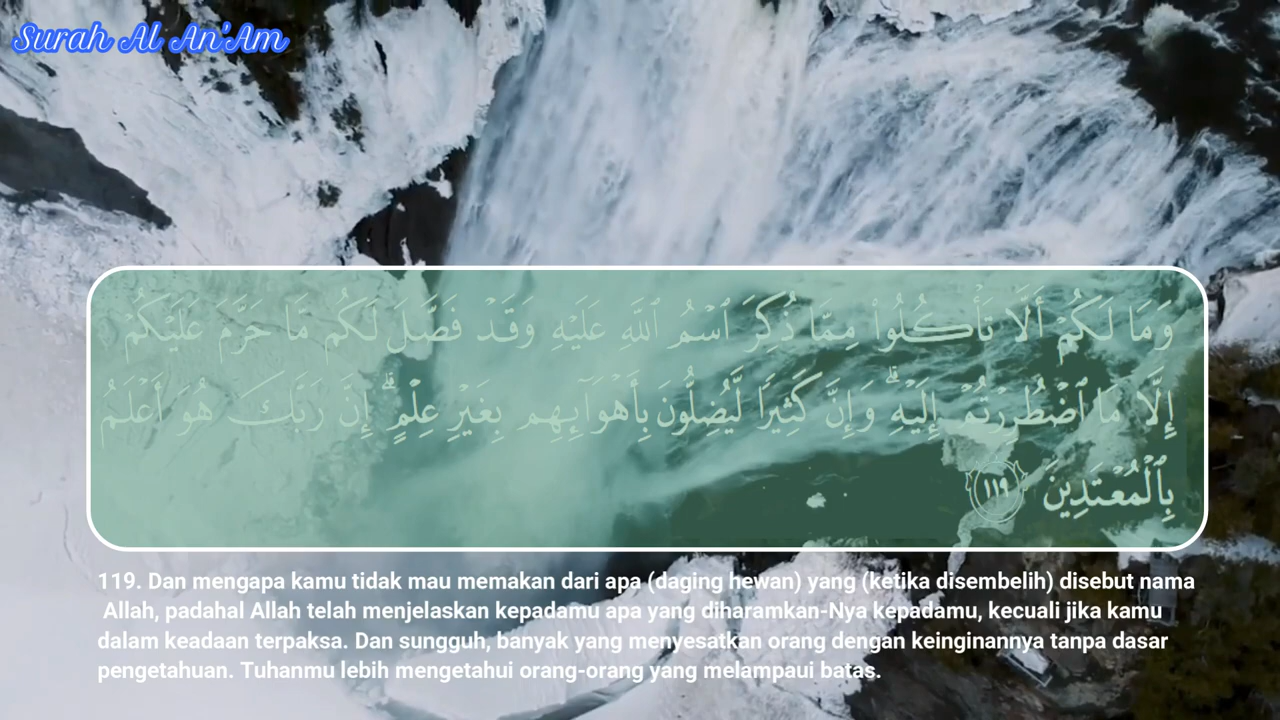 Surah Al An'Am
وَمَا لَكُمْ أَلَّا تَأْكُلُوا۟ مِمَّا ذُكِرَ ٱسْمُ ٱللَّهِ عَلَيْهِ وَقَدْ فَصَّلَ لَكُم مَّا حَرَّمَ عَلَيْكُمْ
إِلَّا مَا ٱضْطُرِرْتُمْ إِلَيْهِ ۗ وَإِنَّ كَثِيرًا لَّيُضِلُّونَ بِأَهْوَآئِهِم بِغَيْرِ عِلْمٍ ۗ إِنَّ رَبَّكَ هُوَ أَعْلَمُ
بِٱلْمُعْتَدِينَ ١١٩
119. Dan mengapa kamu tidak mau memakan dari apa (daging hewan) yang (ketika disembelih) disebut nama
Allah, padahal Allah telah menjelaskan kepadamu apa yang diharamkan-Nya kepadamu, kecuali jika kamu
dalam keadaan terpaksa. Dan sungguh, banyak yang menyesatkan orang dengan keinginannya tanpa dasar
pengetahuan. Tuhanmu lebih mengetahui orang-orang yang melampaui batas.